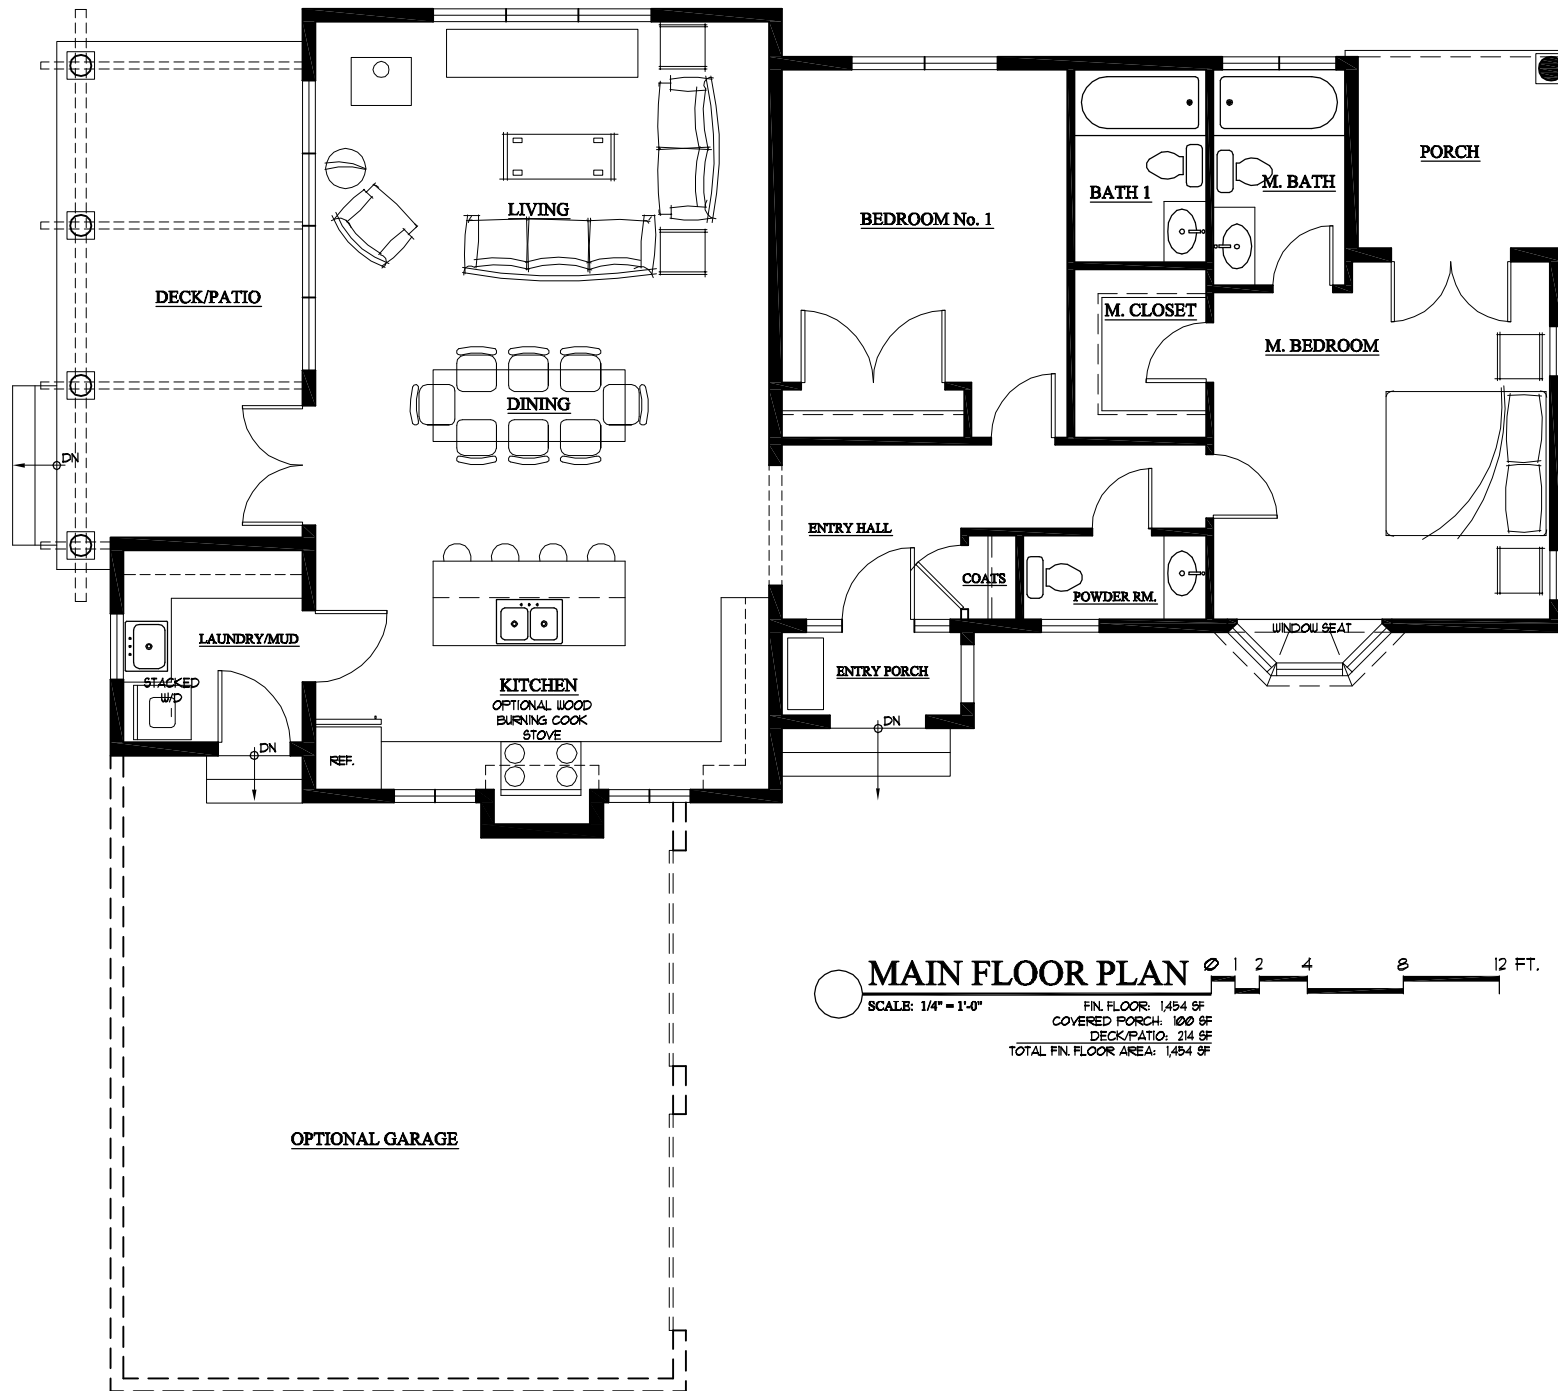 PORCH
BATH 1
M. BATH
LIVING
BEDROOM No. 1
DECK/PATIO
M. CLOSET
M. BEDROOM
DINING
DN
ENTRY HALL
COATS
POWDER RM.
WINDOW SEAT
LAUNDRY/MUD
STACKED
W/D
KITCHEN
OPTIONAL WOOD
BURNING COOK
STOVE
ENTRY PORCH
DN
DN
REF.
MAIN FLOOR PLAN
0 1 2 4 8 12 FT.
SCALE: 1/4" = 1'-0"
FIN. FLOOR: 1,454 SF
COVERED PORCH: 100 SF
DECK/PATIO: 214 SF
TOTAL FIN. FLOOR AREA: 1,454 SF
OPTIONAL GARAGE